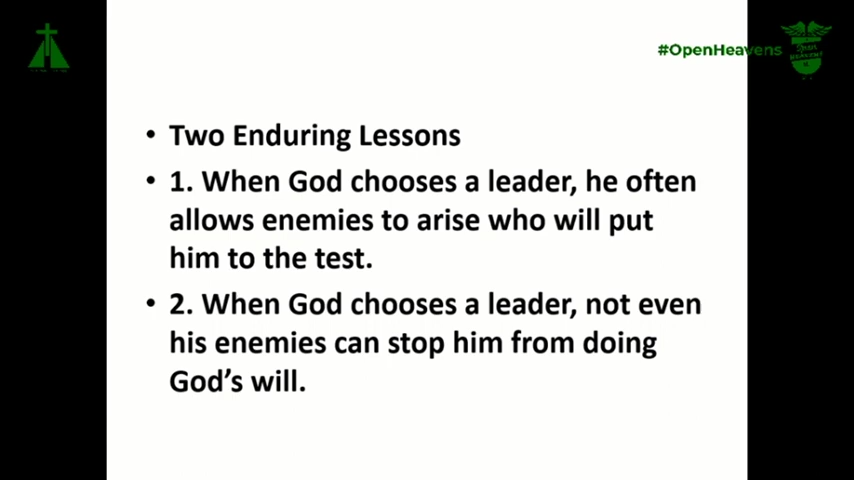 #OpenHeavens
• Two Enduring Lessons
• 1. When God chooses a leader, he often
allows enemies to arise who will put
him to the test.
• 2. When God chooses a leader, not even
his enemies can stop him from doing
God's will.